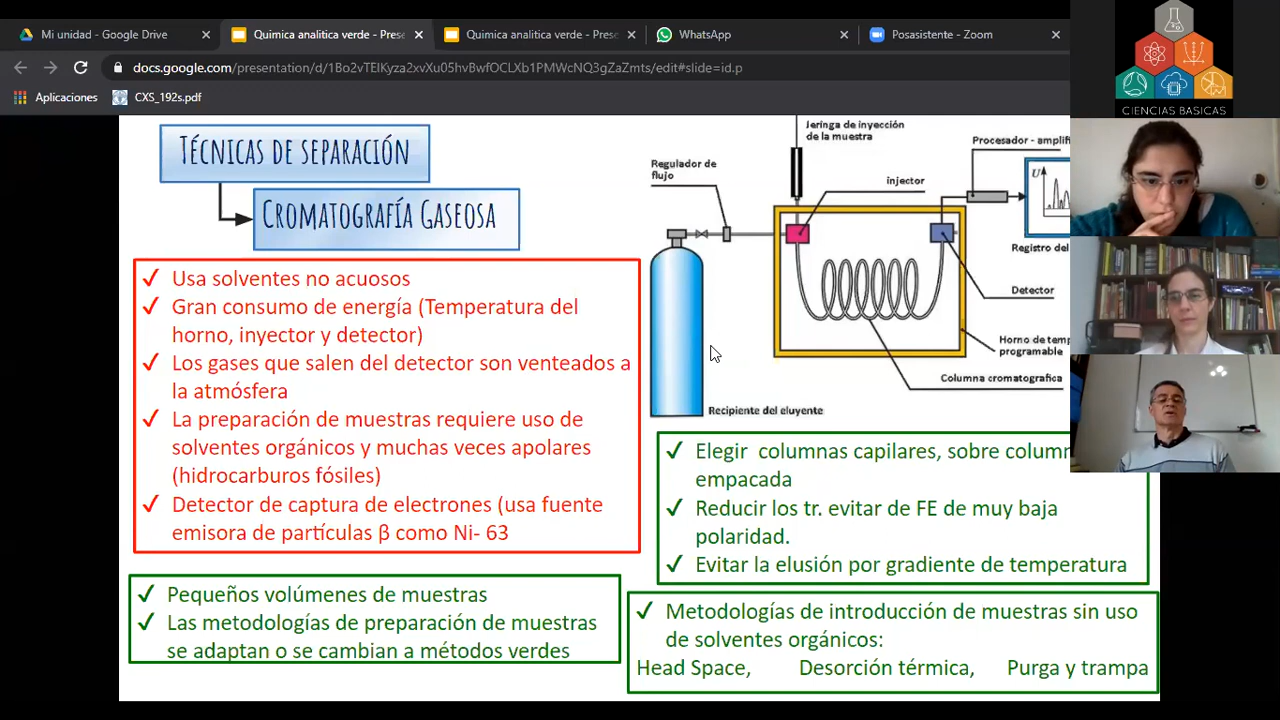 Mi unidad - Google Drive
Quimica analitica verde - Prese
Quimica analitica verde - Prese
WhatsApp
Posasistente - Zoom
docs.google.com/presentation/d/1Bo2vTEIKyza2xvXu05hvBwfOCLXb1PMWcNQ3gZaZmts/edit#slide=id.p
Aplicaciones
CXS_192s.pdf
CIENCIAS BASICAS
Técnicas de separación
Cromatografía Gaseosa
Jeringa de inyección
de la muestra
Procesador - amplifi
Regulador de
flujo
injector
U
Registro del
Detector
Horno de temp
programable
Columna cromatografica
Recipiente del eluyente
✓ Usa solventes no acuosos
✓ Gran consumo de energía (Temperatura del
horno, inyector y detector)
✓ Los gases que salen del detector son venteados a
la atmósfera
✓ La preparación de muestras requiere uso de
solventes orgánicos y muchas veces apolares
(hidrocarburos fósiles)
✓ Detector de captura de electrones (usa fuente
emisora de partículas β como Ni- 63
✓ Elegir columnas capilares, sobre column
empacada
✓ Reducir los tr. evitar de FE de muy baja
polaridad.
✓ Evitar la elusión por gradiente de temperatura
✓ Pequeños volúmenes de muestras
✓ Las metodologías de preparación de muestras
se adaptan o se cambian a métodos verdes
✓ Metodologías de introducción de muestras sin uso
de solventes orgánicos:
Head Space, Desorción térmica, Purga y trampa